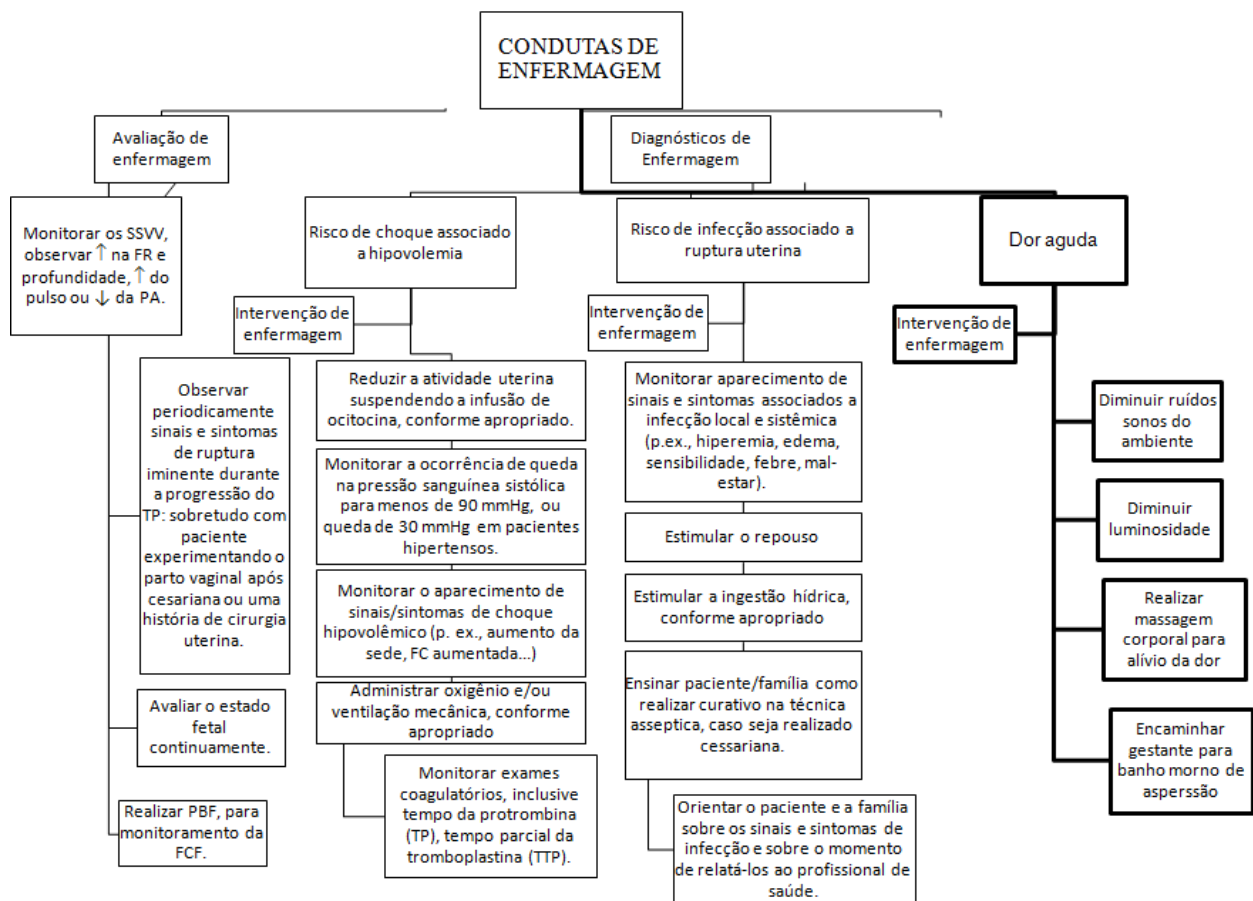 CONDUTAS DE
ENFERMAGEM
Avaliação de
enfermagem
Diagnósticos de
Enfermagem
Monitorar os SSVV,
observar ↑ na FR e
profundidade, ↑ do
pulso ou ↓ da PA.
Observar
periodicamente
sinais e sintomas
de ruptura
iminente durante
a progressão do
TP: sobretudo com
paciente
experimentando o
parto vaginal após
cesariana ou uma
história de cirurgia
uterina.
Avaliar o estado
fetal
continuamente.
Realizar PBF, para
monitoramento da
FCF.
Risco de choque associado
a hipovolemia
Intervenção de
enfermagem
Reduzir a atividade uterina
suspendendo a infusão de
ocitocina, conforme apropriado.
Monitorar a ocorrência de queda
na pressão sanguínea sistólica
para menos de 90 mmHg, ou
queda de 30 mmHg em pacientes
hipertensos.
Monitorar o aparecimento de
sinais/sintomas de choque
hipovolêmico (p. ex., aumento da
sede, FC aumentada...)
Administrar oxigênio e/ou
ventilação mecânica, conforme
apropriado
Monitorar exames
coagulatórios, inclusive
tempo da protrombina
(TP), tempo parcial da
tromboplastina (TTP).
Risco de infecção associado a
ruptura uterina
Intervenção de
enfermagem
Monitorar aparecimento de
sinais e sintomas associados a
infecção local e sistêmica
(p.ex., hiperemia, edema,
sensibilidade, febre, mal-
estar).
Estimular o repouso
Estimular a ingestão hídrica,
conforme apropriado
Ensinar paciente/família como
realizar curativo na técnica
asseptica, caso seja realizado
cessariana.
Orientar o paciente e a família
sobre os sinais e sintomas de
infecção e sobre o momento
de relatá-los ao profissional de
saúde.
Dor aguda
Intervenção de
enfermagem
Diminuir ruídos
sonos do
ambiente
Diminuir
luminosidade
Realizar
massagem
corporal para
alívio da dor
Encaminhar
gestante para
banho morno de
asperssão